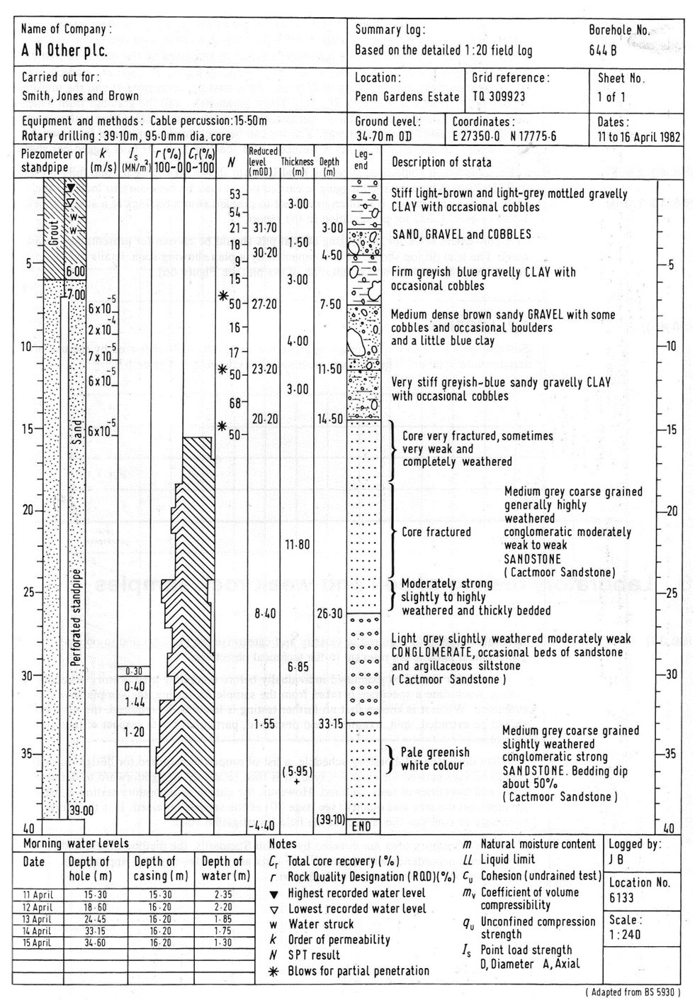 Name of Company :
A N Other plc.
Summary log:
Based on the detailed 1:20 field log
Borehole No.
644 B
Carried out for :
Smith, Jones and Brown
Location :
Penn Gardens Estate
Grid reference:
TQ 309923
Sheet No.
1 of 1
Equipment and methods : Cable percussion:15·50m
Rotary drilling : 39·10m, 95·0mm dia. core
Ground level:
34.70m OD
Coordinates :
E 27350·0 N 17775·6
Dates :
11 to 16 April 1982
Piezometer or standpipe
k (m/s)
Is (MN/m²)
r (%) 100-0
Cr (%) 0-100
N
Reduced level (mOD)
Thickness (m)
Depth (m)
Leg- end
Description of strata
Grout
w
w
6·00
7·00
Sand
Perforated standpipe
39·00
5
10
15
20
25
30
35
40
6 x 10⁻⁵
2 x 10⁻⁴
7 x 10⁻⁵
6 x 10⁻⁵
6 x 10⁻⁵
0·30
0·40
1·44
1·20
53
54
21
18
9
15
* 50
16
17
* 50
68
* 50
31·70
30·20
27·20
23·20
20·20
8·40
1·55
-4·40
3·00
1·50
3·00
4·00
3·00
11·80
6·85
(5·95)
+
3·00
4·50
7·50
11·50
14·50
26·30
33·15
(39·10)
END
Stiff light-brown and light-grey mottled gravelly
CLAY with occasional cobbles
SAND, GRAVEL and COBBLES
Firm greyish blue gravelly CLAY with
occasional cobbles
Medium dense brown sandy GRAVEL with some
cobbles and occasional boulders
and a little blue clay
Very stiff greyish-blue sandy gravelly CLAY
with occasional cobbles
Core very fractured, sometimes
very weak and
completely weathered
Core fractured
Medium grey coarse grained
generally highly
weathered
conglomeratic moderately
weak to weak
SANDSTONE
( Cactmoor Sandstone)
Moderately strong
slightly to highly
weathered and thickly bedded
Light grey slightly weathered moderately weak
CONGLOMERATE, occasional beds of sandstone
and argillaceous siltstone
( Cactmoor Sandstone )
Pale greenish
white colour
Medium grey coarse grained
slightly weathered
conglomeratic strong
SANDSTONE. Bedding dip
about 50%
( Cactmoor Sandstone )
5
10
15
20
25
30
35
40
Morning water levels
Date Depth of hole (m) Depth of casing (m) Depth of water (m)
11 April 15·30 15·30 2·35
12 April 18·60 16·20 2·20
13 April 24·45 16·20 1·85
14 April 33·15 16·20 1·75
15 April 34·60 16·20 1·30
Notes
Cr Total core recovery (%)
r Rock Quality Designation (RQD)(%)
▼ Highest recorded water level
▽ Lowest recorded water level
w Water struck
k Order of permeability
N SPT result
* Blows for partial penetration
m Natural moisture content
LL Liquid limit
cu Cohesion (undrained test)
mv Coefficient of volume
compressibility
qu Unconfined compression
strength
Is Point load strength
D, Diameter A, Axial
Logged by:
J B
Location No.
6133
Scale :
1 : 240
( Adapted from BS 5930 )